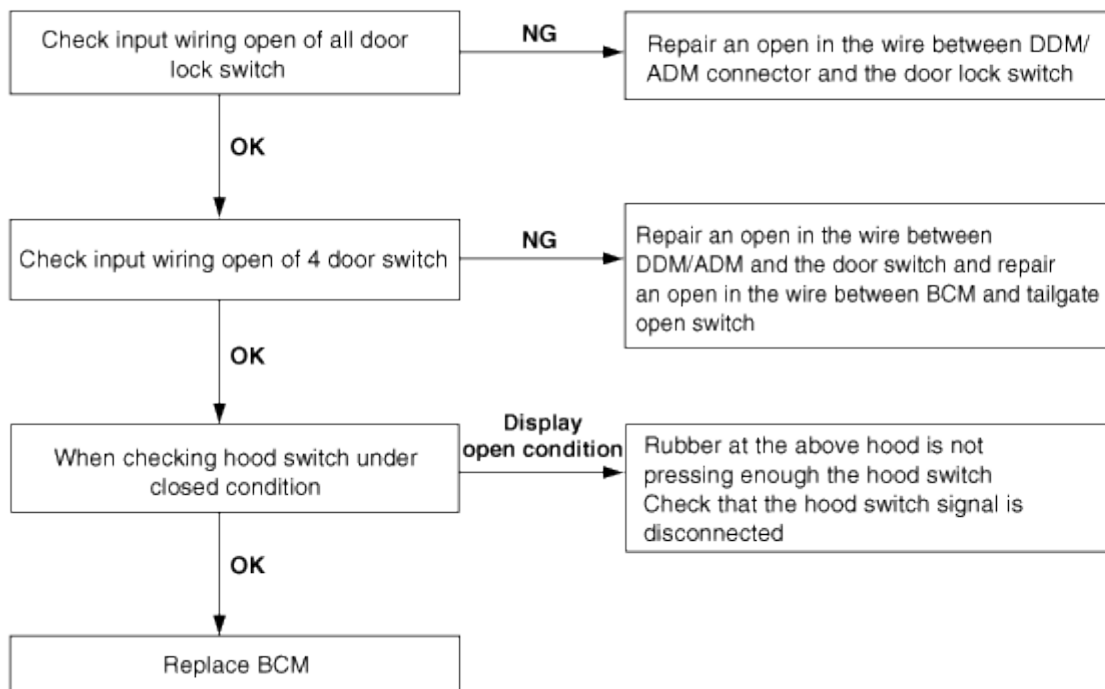 Check input wiring open of all door
lock switch
NG
Repair an open in the wire between DDM/
ADM connector and the door lock switch
OK
Check input wiring open of 4 door switch
NG
Repair an open in the wire between
DDM/ADM and the door switch and repair
an open in the wire between BCM and tailgate
open switch
OK
When checking hood switch under
closed condition
Display
open condition
Rubber at the above hood is not
pressing enough the hood switch
Check that the hood switch signal is
disconnected
OK
Replace BCM